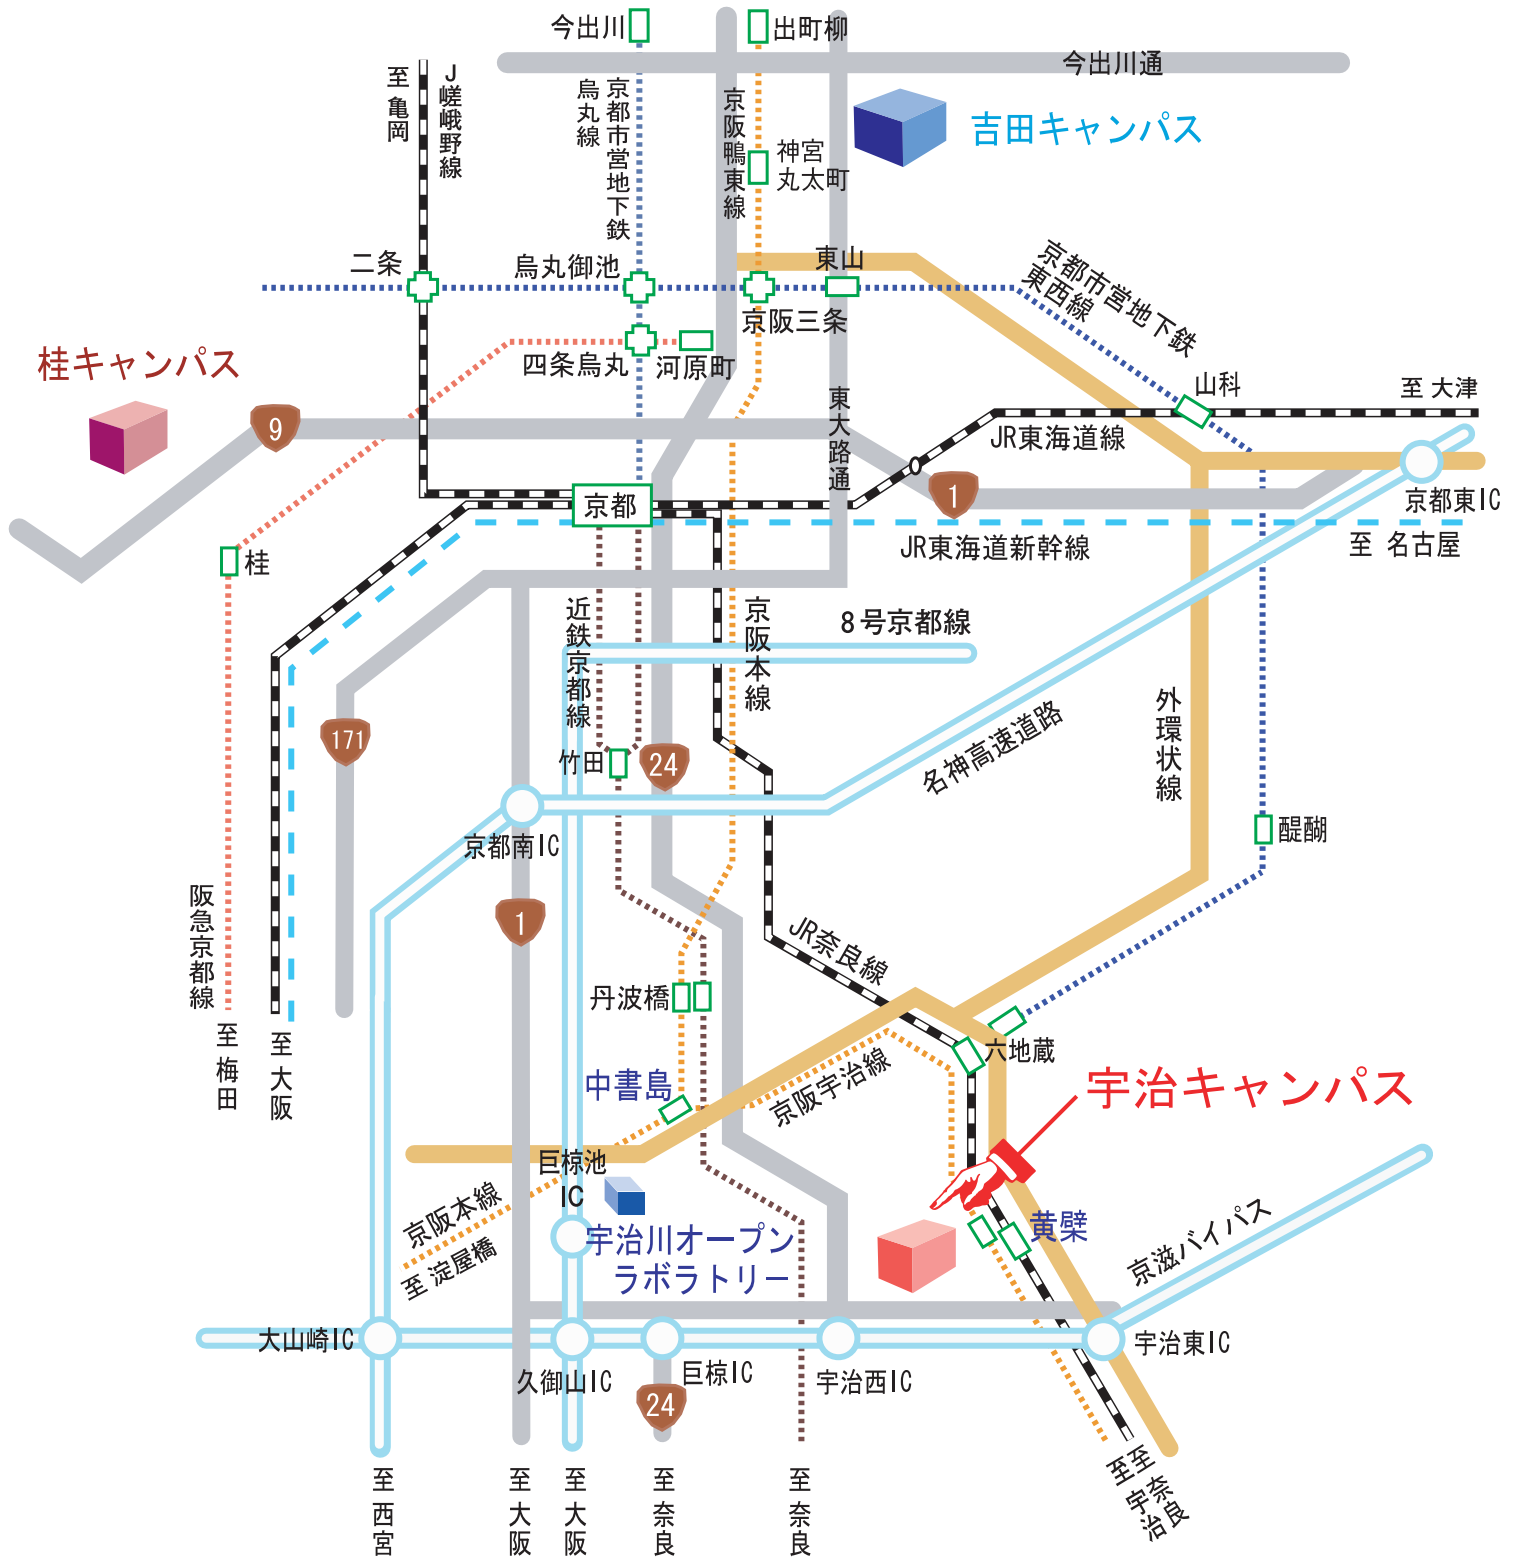 今出川
出町柳
今出川通
至 亀岡
J嵯峨野線
京都市営地下鉄
烏丸線
京阪鴨東線
吉田キャンパス
神宮
丸太町
二条
烏丸御池
東山
京都市営地下鉄
東西線
京阪三条
桂キャンパス
四条烏丸
河原町
山科
至 大津
9
東大路通
JR東海道線
京都
1
京都東IC
桂
JR東海道新幹線
至 名古屋
近鉄京都線
京阪本線
8号京都線
外環状線
名神高速道路
171
竹田
24
京都南IC
醍醐
阪急京都線
1
JR奈良線
丹波橋
至 梅田
至 大阪
六地蔵
中書島
京阪宇治線
宇治キャンパス
巨椋池
IC
京阪本線
至 淀屋橋
宇治川オープン
ラボラトリー
黄檗
京滋バイパス
大山崎IC
久御山IC
巨椋IC
宇治西IC
宇治東IC
24
至 西宮
至 大阪
至 大阪
至 奈良
至 奈良
至 宇治
至 奈良